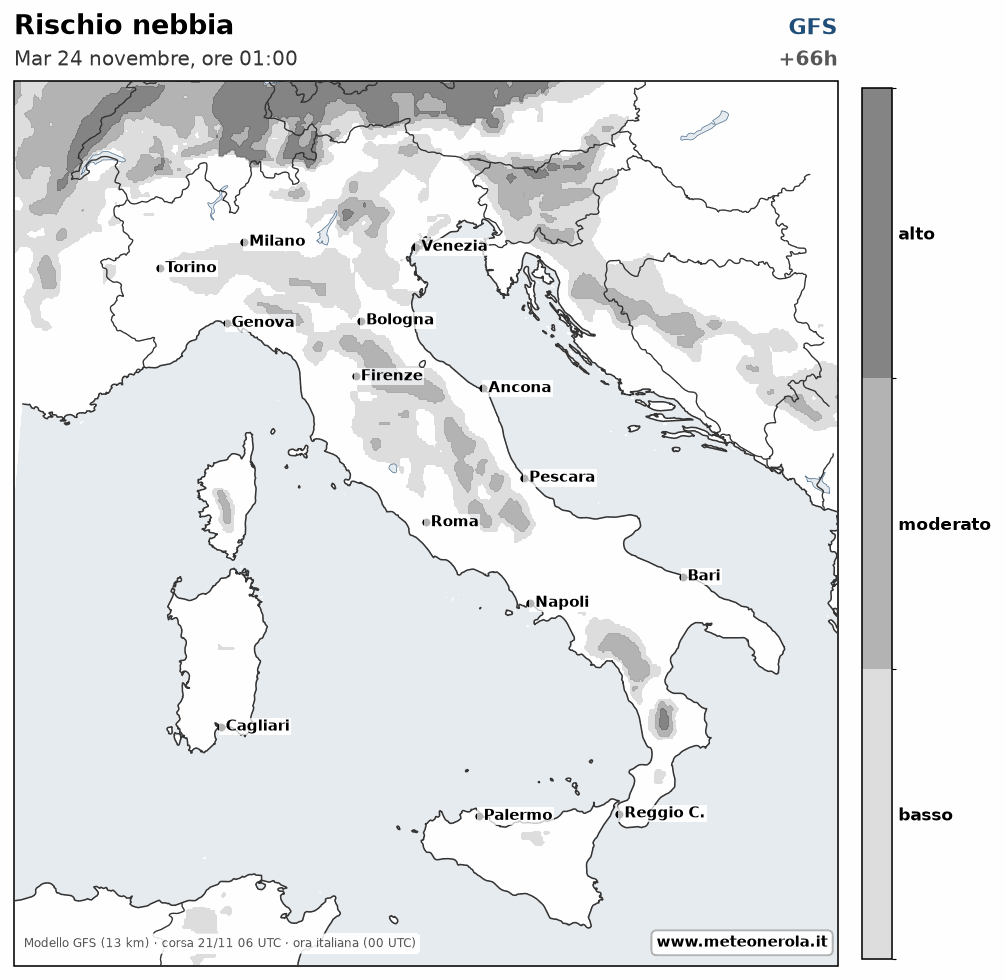 Rischio nebbia
GFS
Mar 24 novembre, ore 01:00
+66h
alto
Milano
Venezia
Torino
Bologna
Genova
Firenze
Ancona
Pescara
Roma
moderato
Bari
Napoli
Cagliari
Reggio C.
Palermo
basso
Modello GFS (13 km) · corsa 21/11 06 UTC · ora italiana (00 UTC)
www.meteonerola.it